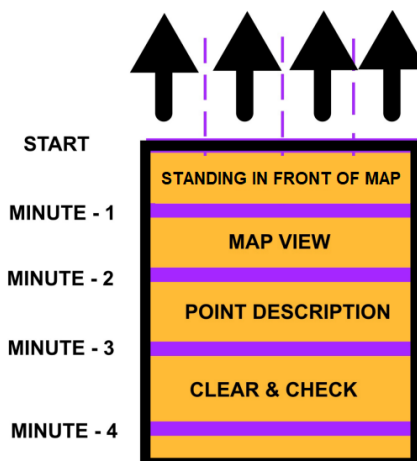 START
STANDING IN FRONT OF MAP
MINUTE - 1
MAP VIEW
MINUTE - 2
POINT DESCRIPTION
MINUTE - 3
CLEAR & CHECK
MINUTE - 4